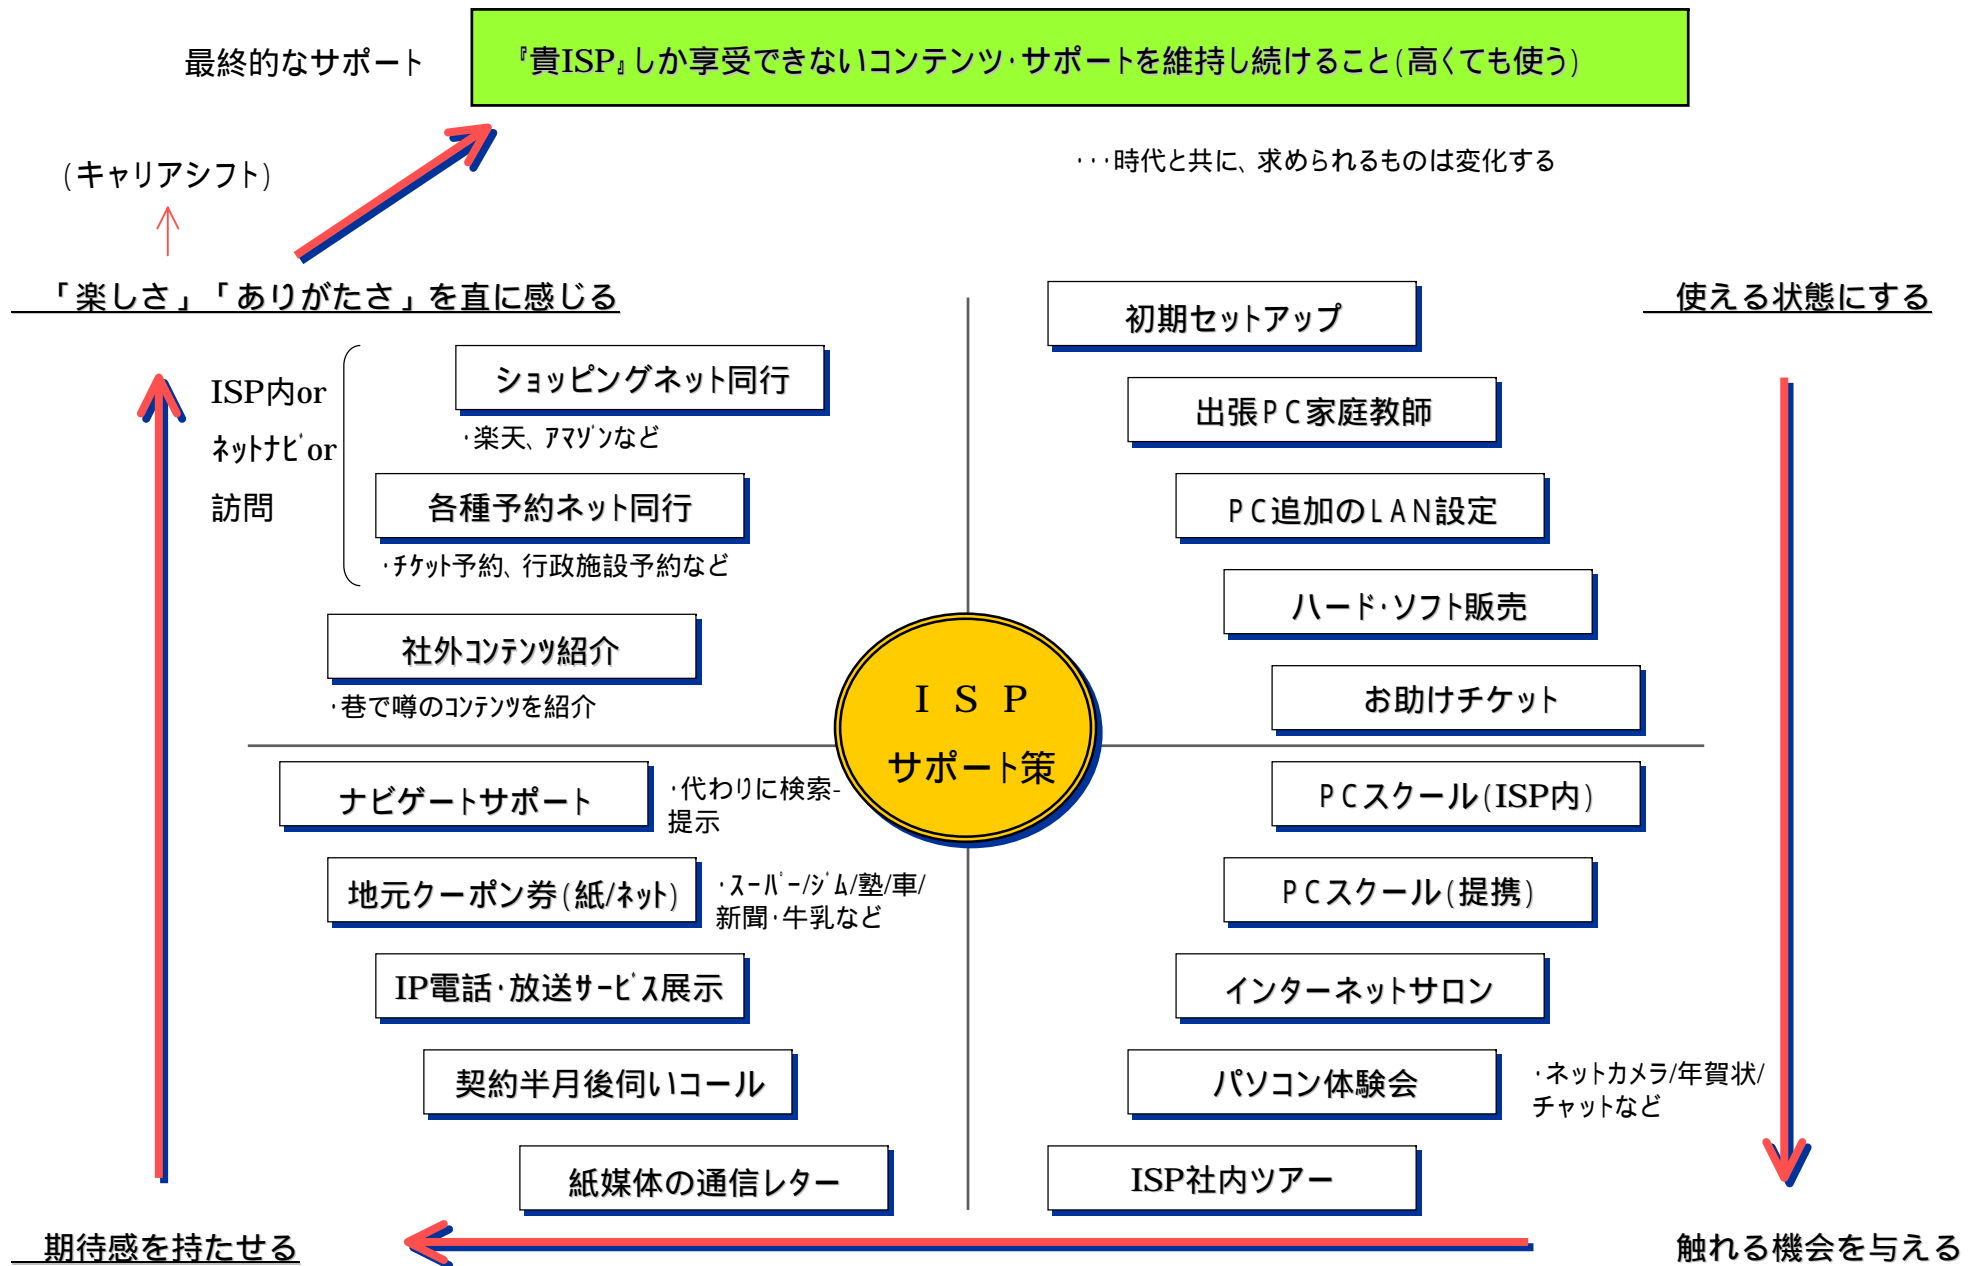 最終的なサポート
『貴ISP』しか享受できないコンテンツ・サポートを維持し続けること(高くても使う)
・・・時代と共に、求められるものは変化する
(キャリアシフト)
「楽しさ」「ありがたさ」を直に感じる
使える状態にする
ISP内or
ﾈｯﾄﾅﾋﾞor
訪問
ショッピングネット同行
・楽天、ｱﾏｿﾞﾝなど
各種予約ネット同行
・ﾁｹｯﾄ予約、行政施設予約など
社外ｺﾝﾃﾝﾂ紹介
・巷で噂のｺﾝﾃﾝﾂを紹介
初期セットアップ
出張PC家庭教師
PC追加のLAN設定
ハード・ソフト販売
お助けチケット
ISP
サポート策
ナビゲートサポート
・代わりに検索-
提示
地元クーポン券(紙/ﾈｯﾄ)
・ｽｰﾊﾟｰ/ｼﾞﾑ/塾/車/
新聞・牛乳など
IP電話・放送ｻｰﾋﾞｽ展示
契約半月後伺いコール
紙媒体の通信レター
PCスクール(ISP内)
PCスクール(提携)
インターネットサロン
パソコン体験会
・ネットカメラ/年賀状/
チャットなど
ISP社内ツアー
期待感を持たせる
触れる機会を与える